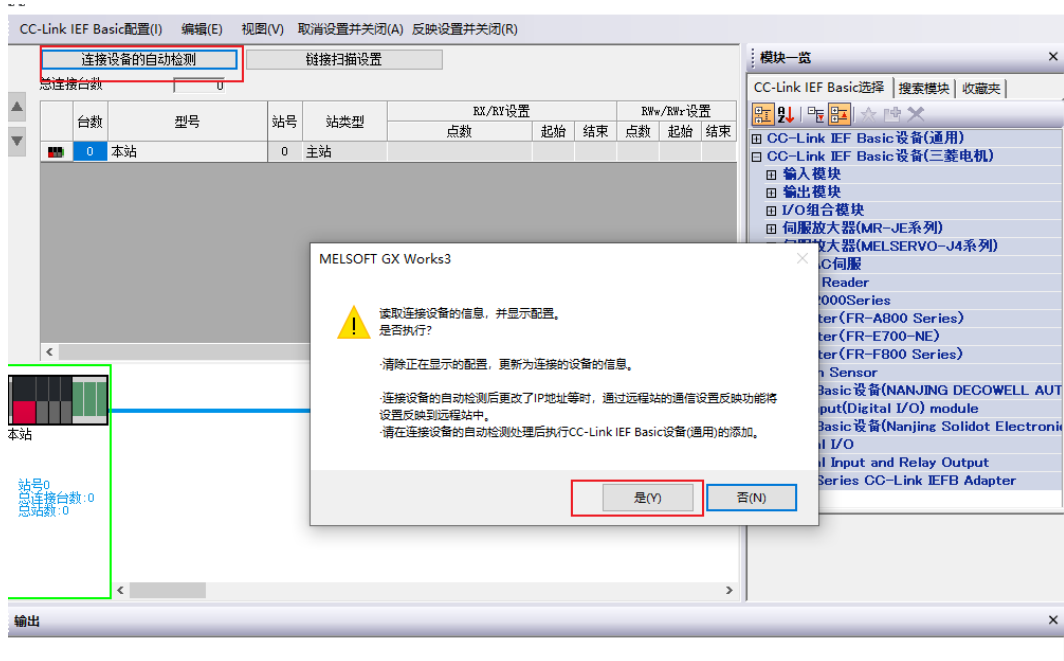 CC-Link IEF Basic配置(I) 编辑(E) 视图(V) 取消设置并关闭(A) 反映设置并关闭(R)
连接设备的自动检测 链接扫描设置
总连接台数 0
台数 型号 站号 站类型 RX/RY设置 RWw/RWr设置
点数 起始 结束 点数 起始 结束
0 本站 0 主站
模块一览
CC-Link IEF Basic选择 搜索模块 收藏夹
CC-Link IEF Basic设备(通用)
CC-Link IEF Basic设备(三菱电机)
输入模块
输出模块
I/O组合模块
伺服放大器(MR-JE系列)
伺服放大器(MELSERVO-J4系列)
C伺服
Reader
000Series
ter(FR-A800 Series)
ter(FR-E700-NE)
ter(FR-F800 Series)
n Sensor
Basic设备(NANJING DECOWELL AUT
put(Digital I/O) module
Basic设备(Nanjing Solidot Electroni
al I/O
l Input and Relay Output
Series CC-Link IEFB Adapter
MELSOFT GX Works3
读取连接设备的信息，并显示配置。
是否执行?
·清除正在显示的配置，更新为连接的设备的信息。
·连接设备的自动检测后更改了IP地址等时，通过远程站的通信设置反映功能将
设置反映到远程站中。
·请在连接设备的自动检测处理后执行CC-Link IEF Basic设备(通用)的添加。
是(Y) 否(N)
本站
站号0
总连接台数:0
总站数:0
输出